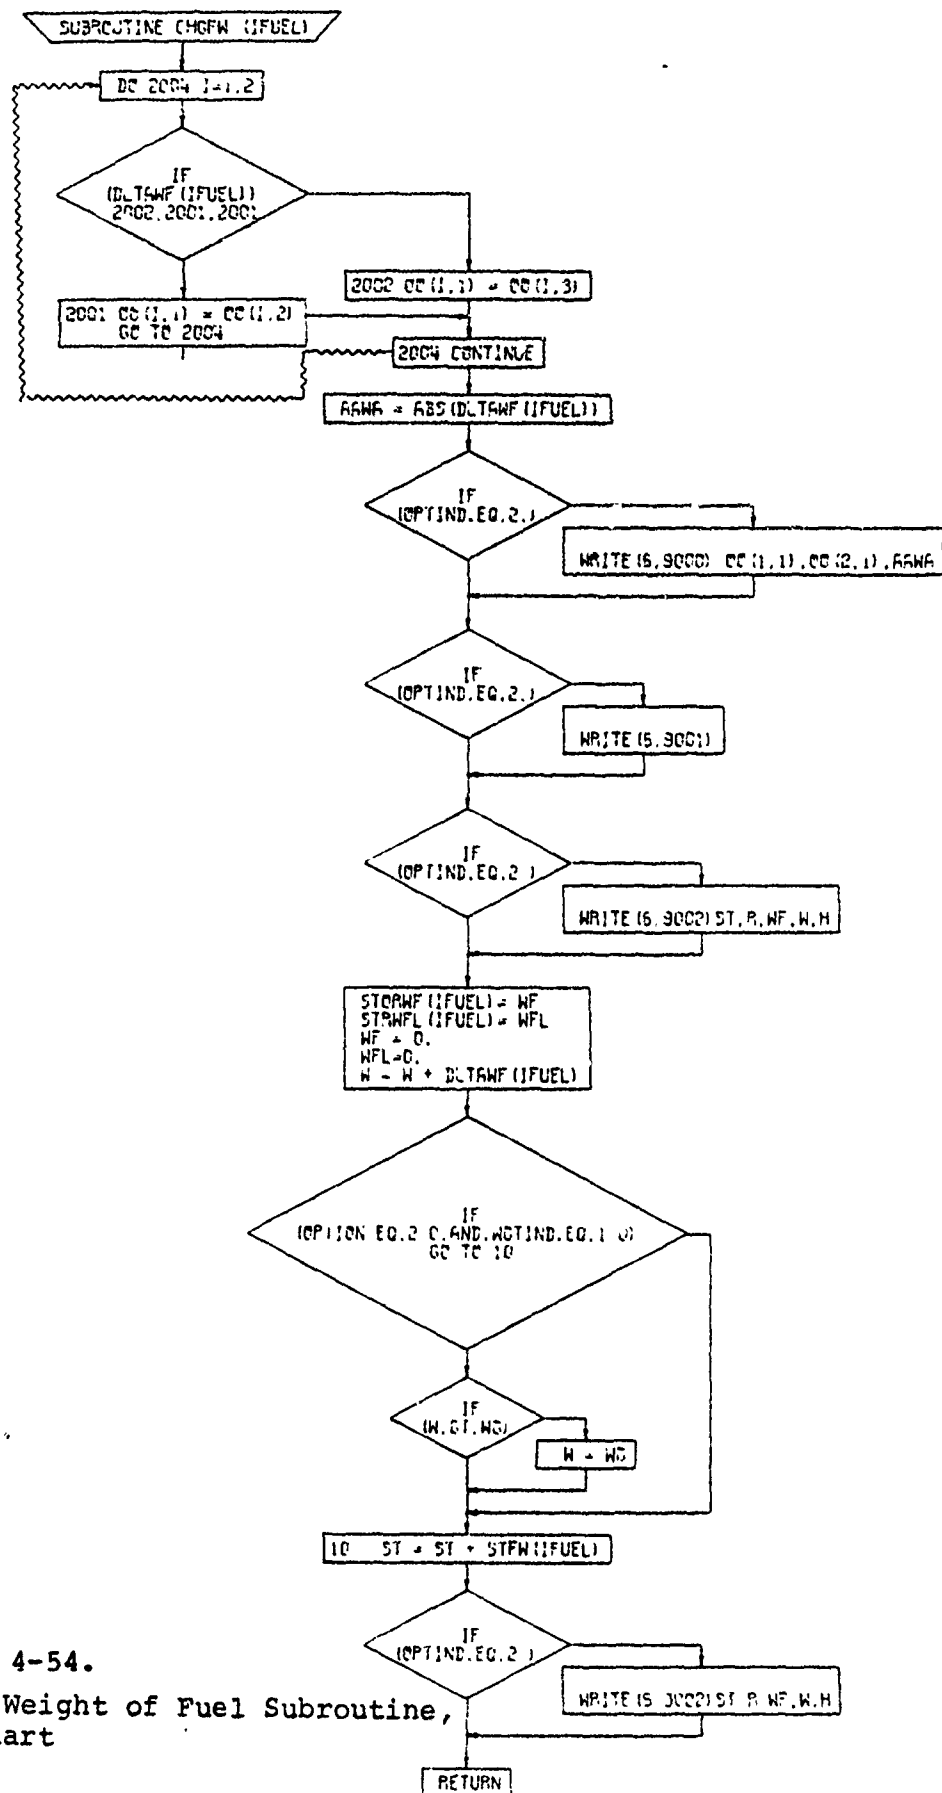 SUBROUTINE CHGFW (IFUEL)
DO 2004 I=1,2
IF
(DLTAWF(IFUEL))
2002,2001,2001
2002 CC(I,1) = CC(I,3)
2001 CC(I,1) = CC(I,2)
GO TO 2004
2004 CONTINUE
AAWA = ABS(DLTAWF(IFUEL))
IF
(OPTIND.EQ.2.)
WRITE(6,9000) CC(1,1),CC(2,1),AAWA
IF
(OPTIND.EQ.2.)
WRITE(6,9001)
IF
(OPTIND.EQ.2 )
WRITE(6,9002)ST,R,WF,W,H
STORWF(IFUEL)= WF
STRWFL(IFUEL)= WFL
WF = 0.
WFL=0.
W = W + DLTAWF(IFUEL)
IF
(OPTION EQ.2 0.AND.WGTIND.EQ.1 0)
GO TO 10
IF
(W.GT.WG)
W = WG
10 ST = ST + STFW(IFUEL)
IF
(OPTIND.EQ.2 )
WRITE(6 9002)ST R WF,W,H
4-54.
Weight of Fuel Subroutine,
art
RETURN